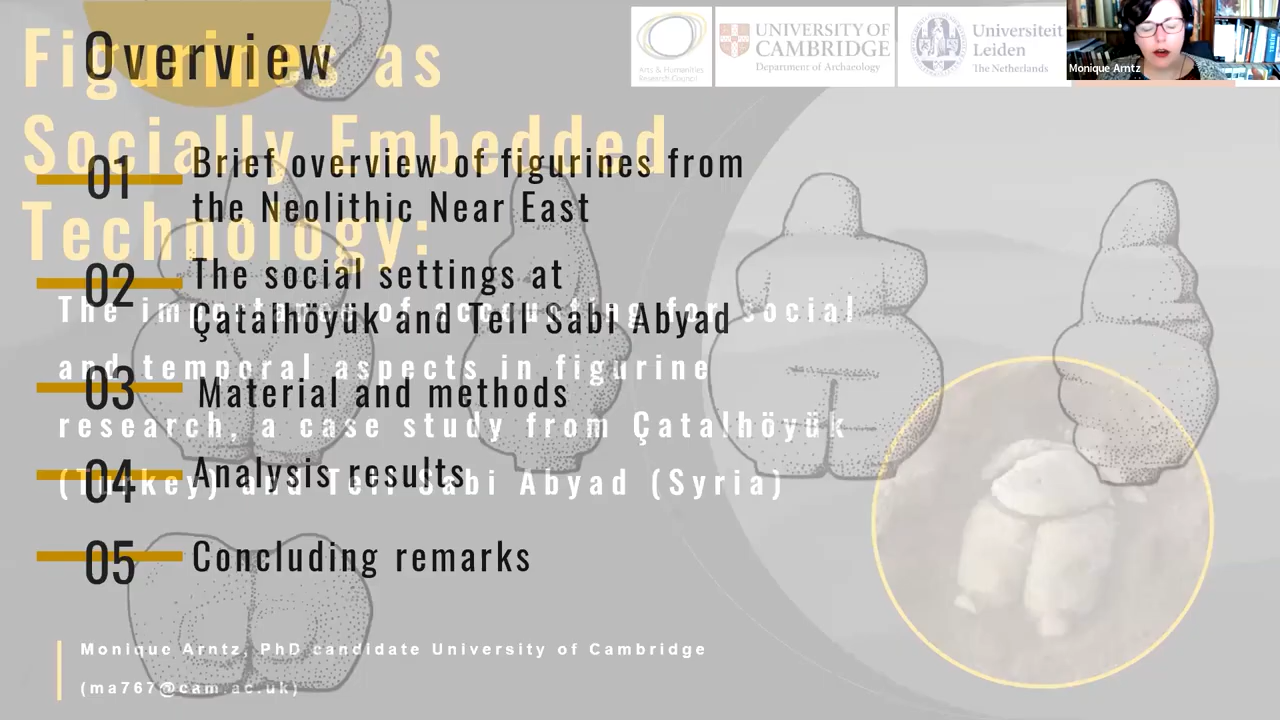 Figurines as
Socially Embedded
Technology:
The importance of accounting for social
and temporal aspects in figurine
research, a case study from Çatalhöyük
(Turkey) and Tell Sabi Abyad (Syria)
Monique Arntz, PhD candidate University of Cambridge
(ma767@cam.ac.uk)
Overview
01
Brief overview of figurines from
the Neolithic Near East
02
The social settings at
Çatalhöyük and Tell Sabi Abyad
03
Material and methods
04
Analysis results
05
Concluding remarks
Arts & Humanities
Research Council
UNIVERSITY OF
CAMBRIDGE
Department of Archaeology
Universiteit
Leiden
The Netherlands
Monique Arntz